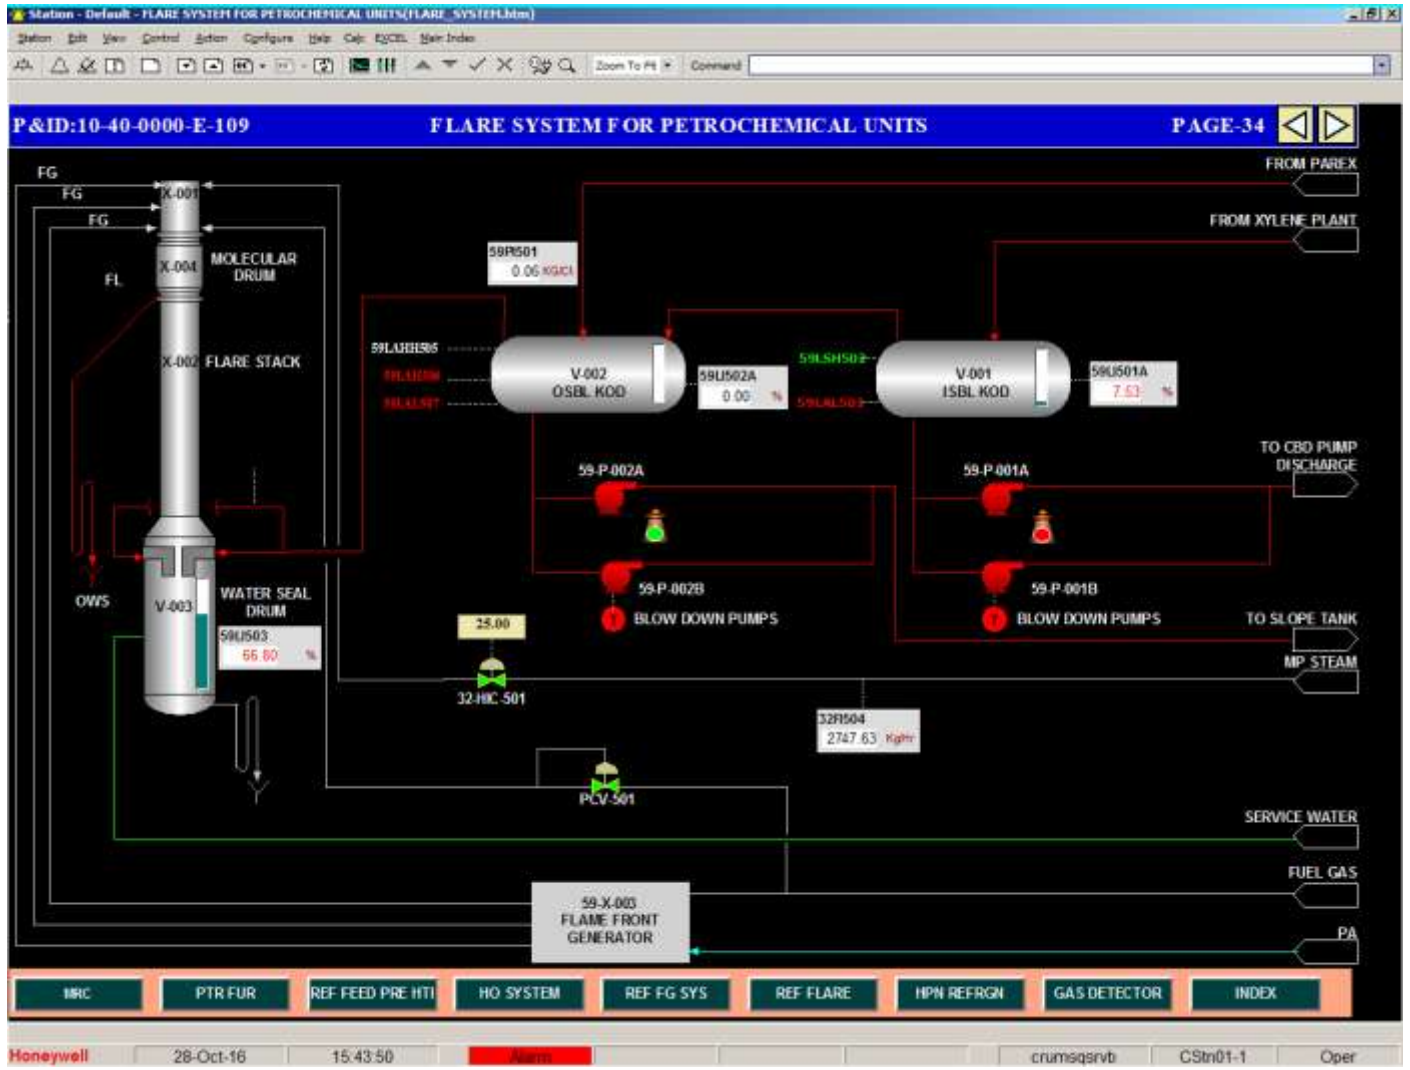 Station - Default - FLARE SYSTEM FOR PETROCHEMICAL UNITS(FLARE_SYSTEM.htm)
Station Edit View Control Action Configure Help Calc EXCEL Main Index
Zoom To Fit Command
P&ID:10-40-0000-E-109 FLARE SYSTEM FOR PETROCHEMICAL UNITS PAGE-34
FROM PAREX
FG
X-001
FG
FG
FROM XYLENE PLANT
59PI501
0.06 KG/C
MOLECULAR
DRUM
X-004
FL
59LAHH505
X-002 FLARE STACK
59LSH502
V-002
OSBL KOD
59LI502A
0.00 %
V-001
ISBL KOD
59LI501A
7.53 %
59LAL503
TO CBD PUMP
DISCHARGE
59-P-002A
59-P-001A
59-P-002B
59-P-001B
OWS
V-003
WATER SEAL
DRUM
BLOW DOWN PUMPS
BLOW DOWN PUMPS
TO SLOPE TANK
25.00
59LI503
66.80 %
MP STEAM
32-HIC-501
32FI504
2747.63 Kg/Hr
PCV-501
SERVICE WATER
FUEL GAS
59-X-003
FLAME FRONT
GENERATOR
PA
PTR FUR REF FEED PRE HTI HO SYSTEM REF FG SYS REF FLARE HPN REFRGN GAS DETECTOR INDEX
Honeywell 28-Oct-16 15:43:50 Alarm crumsqsrvb CStn01-1 Oper